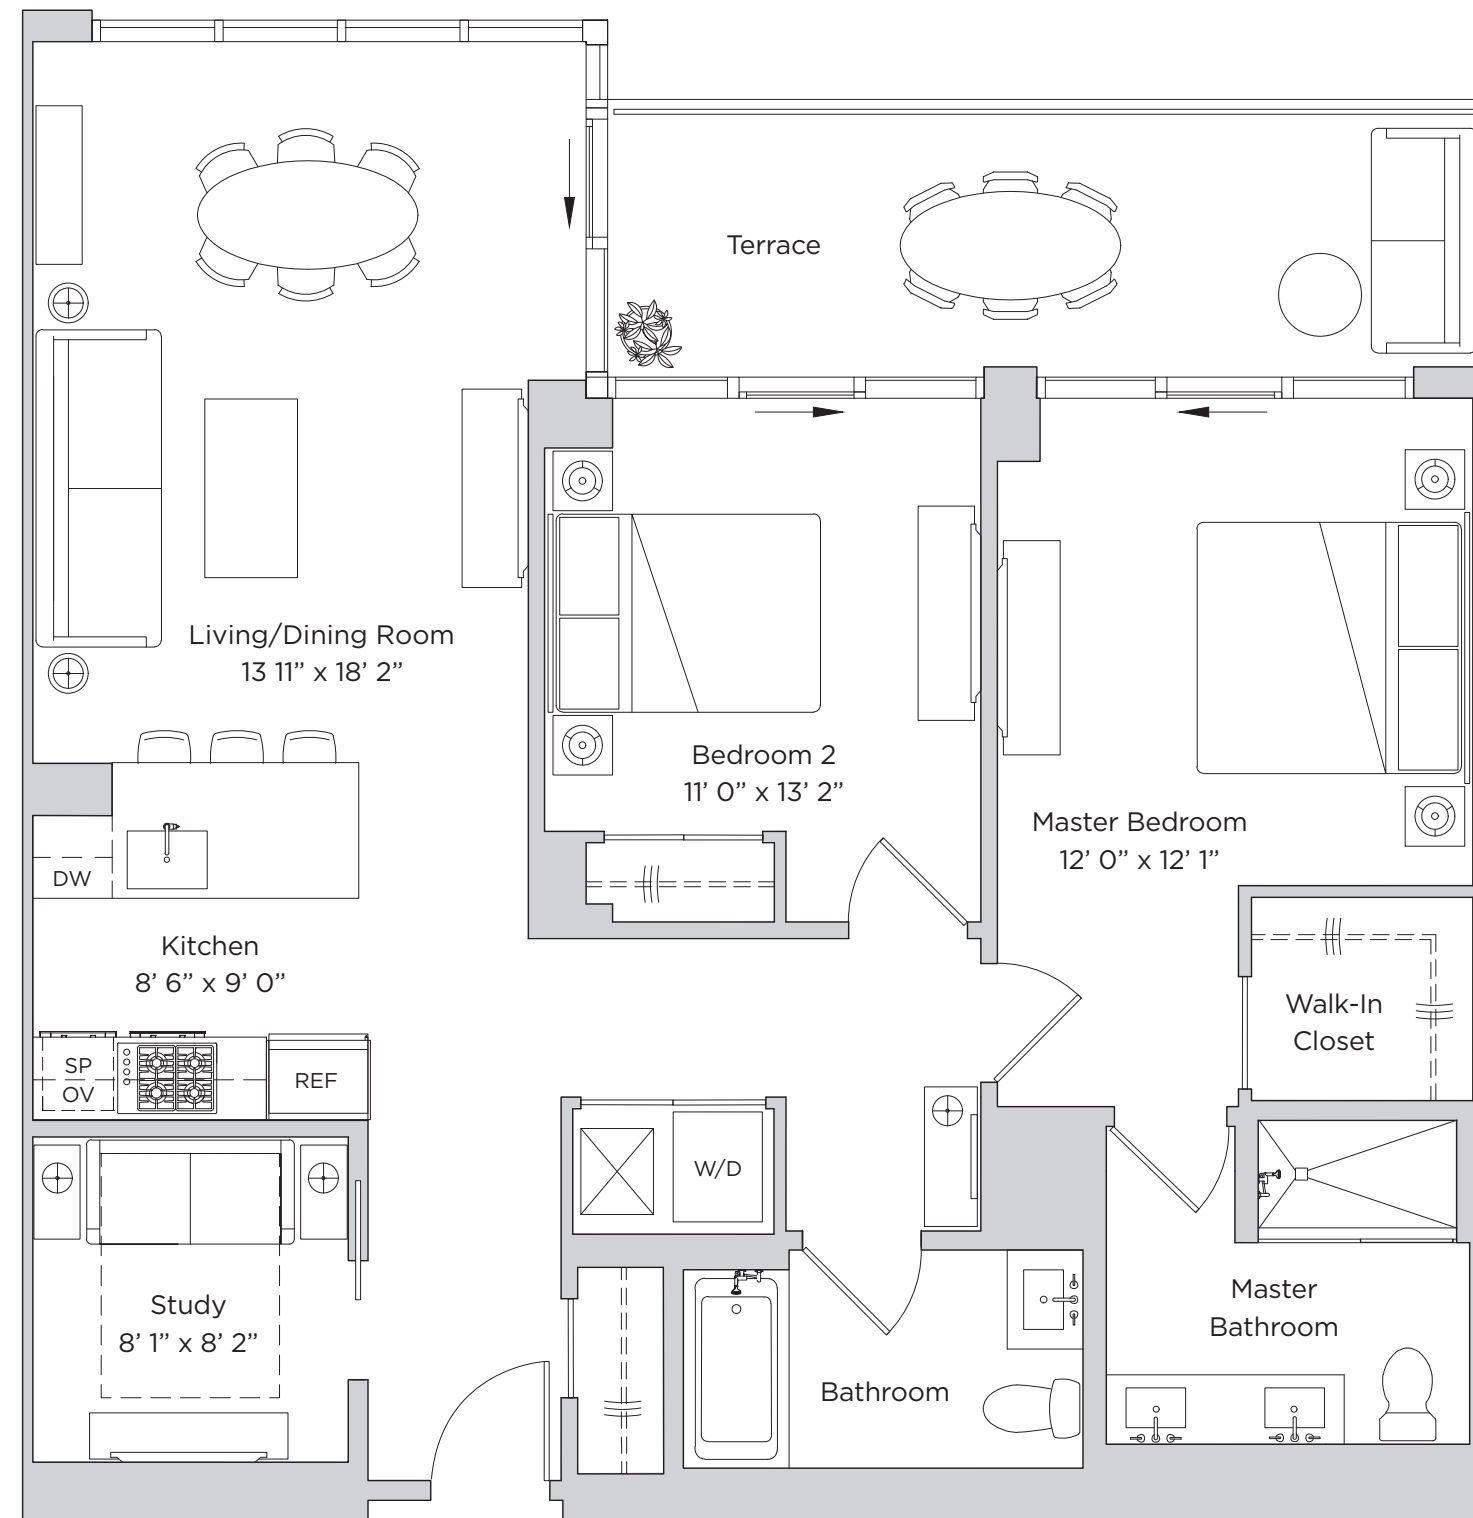 Terrace
Living/Dining Room
13 11” x 18’ 2”
Bedroom 2
11’ 0” x 13’ 2”
Master Bedroom
12’ 0” x 12’ 1”
DW
Kitchen
8’ 6” x 9’ 0”
Walk-In
Closet
SP
OV
REF
W/D
Study
8’ 1” x 8’ 2”
Master
Bathroom
Bathroom